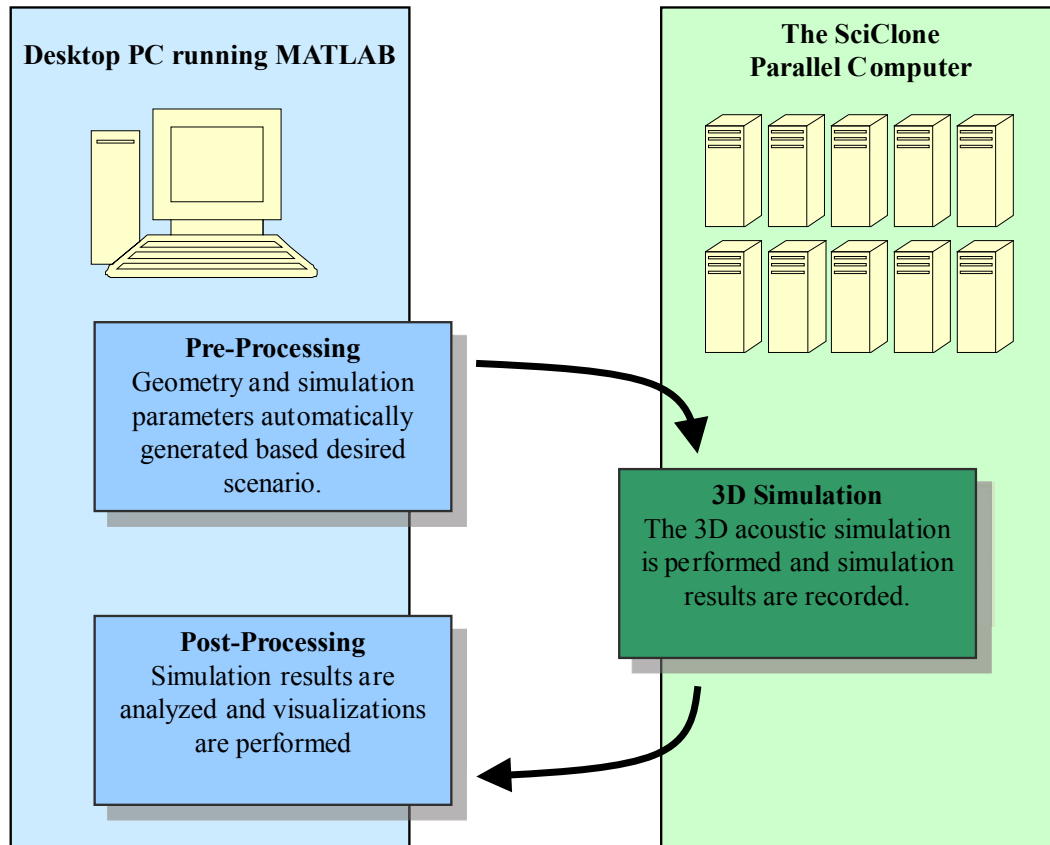 Desktop PC running MATLAB
The SciClone
Parallel Computer
Pre-Processing
Geometry and simulation
parameters automatically
generated based desired
scenario.
3D Simulation
The 3D acoustic simulation
is performed and simulation
results are recorded.
Post-Processing
Simulation results are
analyzed and visualizations
are performed